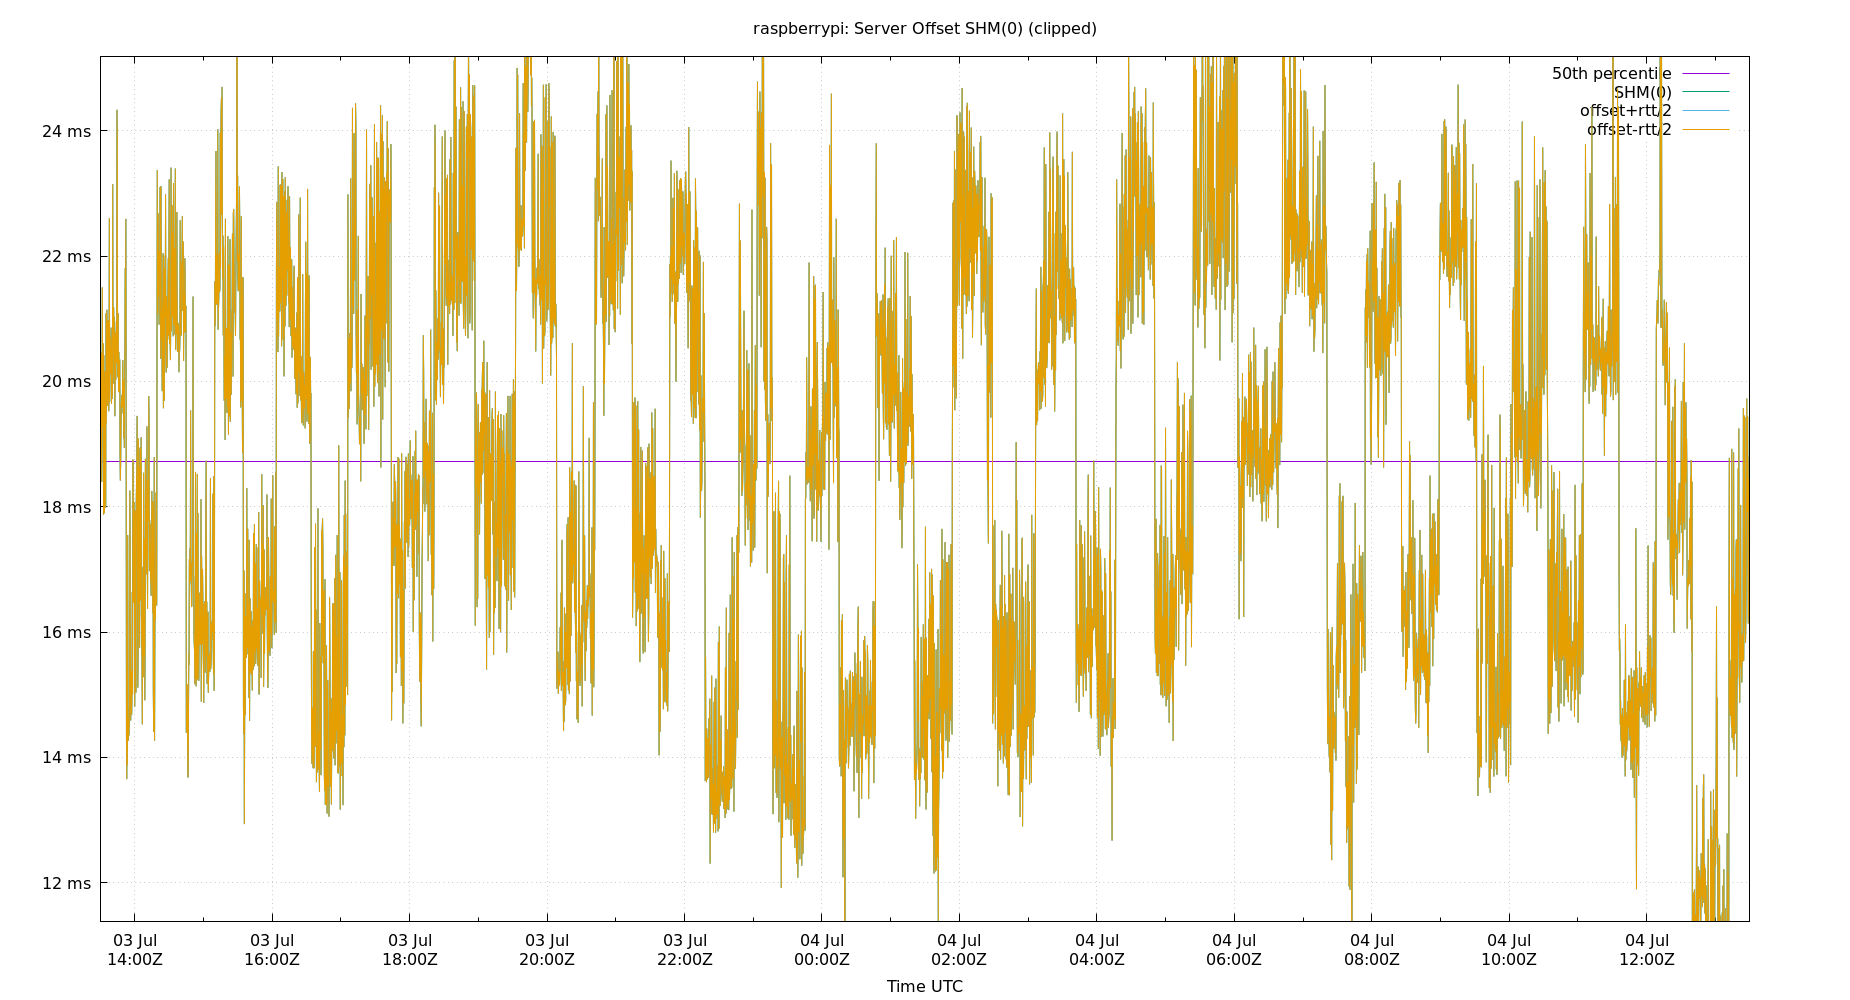 raspberrypi: Server Offset SHM(0) (clipped)
50th percentile
SHM(0)
offset+rtt/2
offset-rtt/2
24 ms
22 ms
20 ms
18 ms
16 ms
14 ms
12 ms
03 Jul 03 Jul 03 Jul 03 Jul 03 Jul 04 Jul 04 Jul 04 Jul 04 Jul 04 Jul 04 Jul 04 Jul
14:00Z 16:00Z 18:00Z 20:00Z 22:00Z 00:00Z 02:00Z 04:00Z 06:00Z 08:00Z 10:00Z 12:00Z
Time UTC